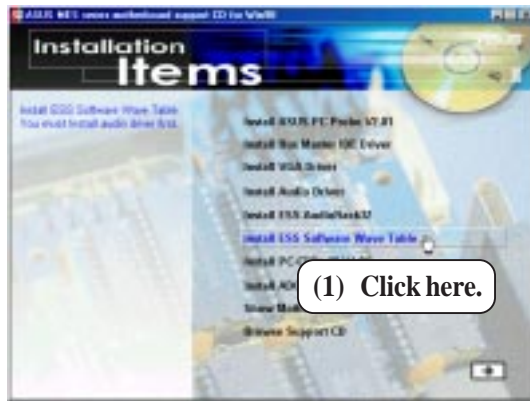 ASUS MES series motherboard support CD for Win98
Installation
Items
Install ESS Software Wave Table.
You must install audio driver first.
Install ASUS PC Probe V2.01
Install Bus Master IDE Driver
Install VGA Driver
Install Audio Driver
Install ESS AudioRack32
Install ESS Software Wave Table
Install
(1) Click here.
Install
Show
Browse Support CD